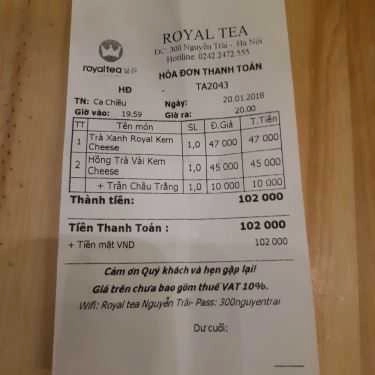 royaltea
ROYAL TEA
ĐC: 300 Nguyễn Trãi -, Hà Nội
Hotline: 0242 2472 555
HÓA ĐƠN THANH TOÁN
HĐ TA2043
TN: Ca Chiều Ngày: 20.01.2018
Giờ vào: 19.59 Giờ ra: 20.00
TT Tên món SL Đ.Giá T.Tiền
1 Trà Xanh Royal Kem Cheese 1,0 47 000 47 000
2 Hồng Trà Vải Kem Cheese 1,0 45 000 45 000
+ Trân Châu Trắng 1,0 10 000 10 000
Thành tiền: 102 000
Tiền Thanh Toán : 102 000
+ Tiền mặt VND 102 000
Cảm ơn Quý khách và hẹn gặp lại!
Giá trên chưa bao gồm thuế VAT 10%.
Wifi: Royal tea Nguyễn Trãi- Pass: 300nguyentrai
Dư cuối: